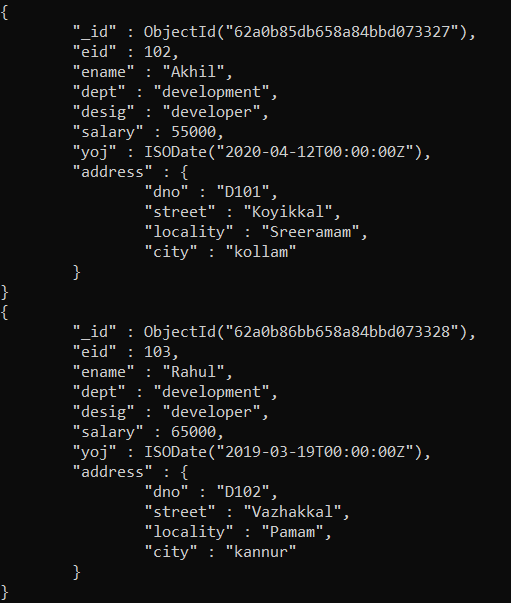 {
"_id" : ObjectId("62a0b85db658a84bbd073327"),
"eid" : 102,
"ename" : "Akhil",
"dept" : "development",
"desig" : "developer",
"salary" : 55000,
"yoj" : ISODate("2020-04-12T00:00:00Z"),
"address" : {
"dno" : "D101",
"street" : "Koyikkal",
"locality" : "Sreeramam",
"city" : "kollam"
}
}
{
"_id" : ObjectId("62a0b86bb658a84bbd073328"),
"eid" : 103,
"ename" : "Rahul",
"dept" : "development",
"desig" : "developer",
"salary" : 65000,
"yoj" : ISODate("2019-03-19T00:00:00Z"),
"address" : {
"dno" : "D102",
"street" : "Vazhakkal",
"locality" : "Pamam",
"city" : "kannur"
}
}